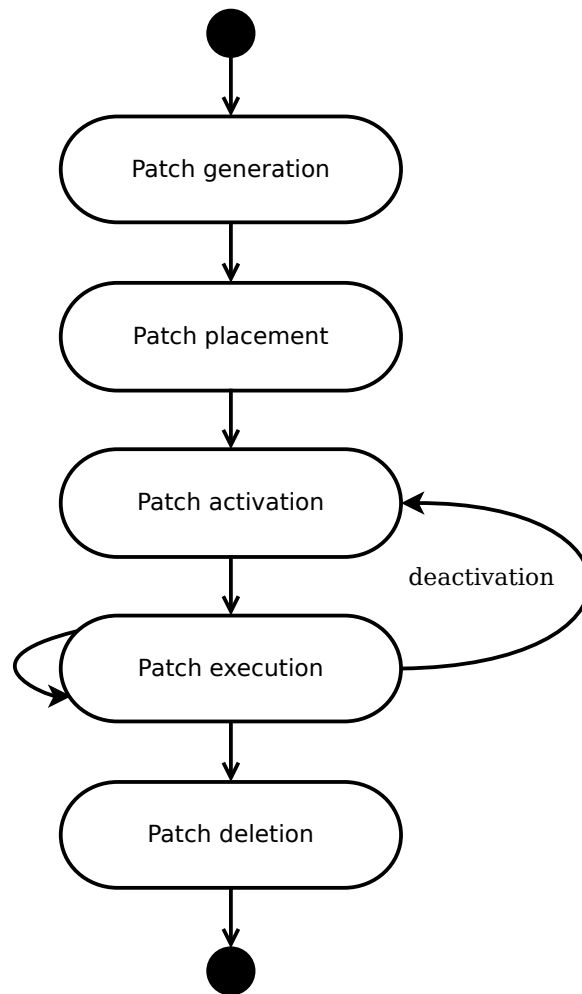 Patch generation
Patch placement
Patch activation
deactivation
Patch execution
Patch deletion